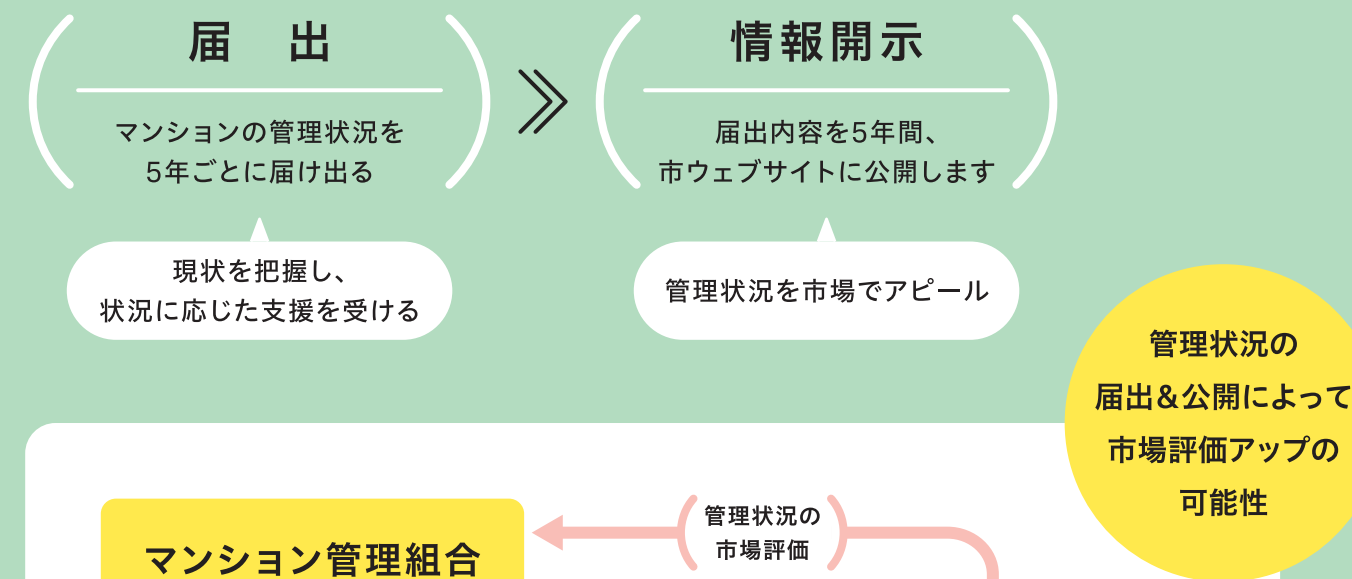 届　出
マンションの管理状況を
5年ごとに届け出る
現状を把握し、
状況に応じた支援を受ける
情報開示
届出内容を5年間、
市ウェブサイトに公開します
管理状況を市場でアピール
管理状況の
届出&公開によって
市場評価アップの
可能性
マンション管理組合
管理状況の
市場評価